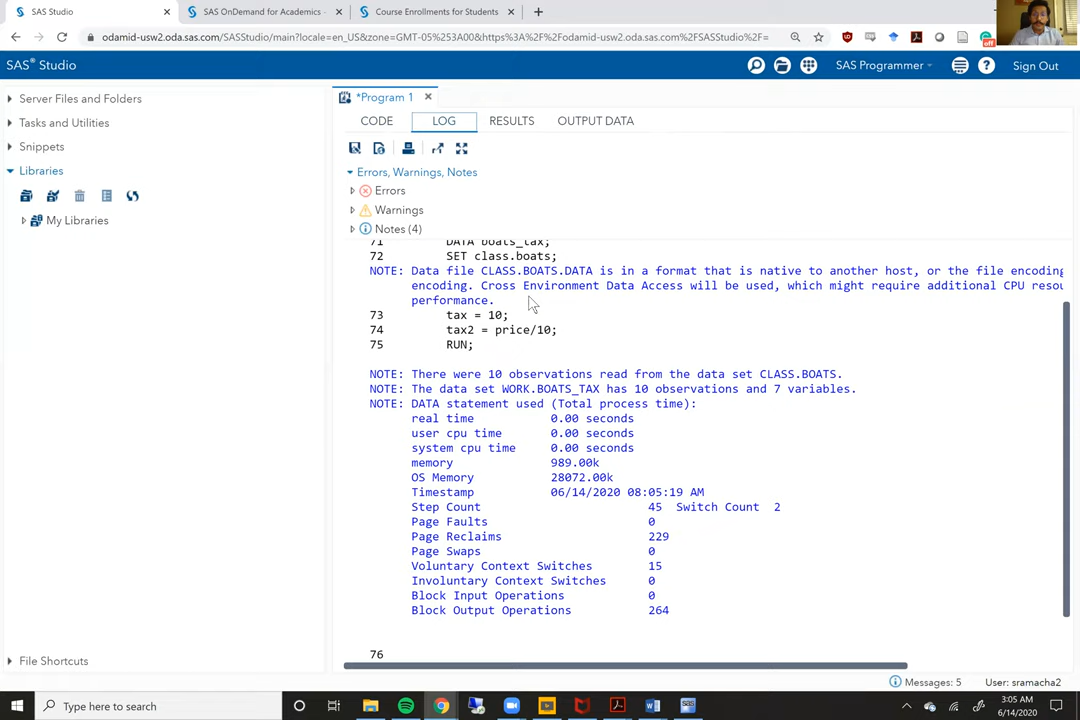 SAS Studio
SAS OnDemand for Academics -
Course Enrollments for Students
odamid-usw2.oda.sas.com/SASStudio/main?locale=en_US&zone=GMT-05%253A00&https%3A%2F%2Fodamid-usw2.oda.sas.com%2FSASStudio%2F=
off
SAS® Studio
SAS Programmer
Sign Out
Server Files and Folders
Tasks and Utilities
Snippets
Libraries
My Libraries
File Shortcuts
*Program 1
CODE LOG RESULTS OUTPUT DATA
Errors, Warnings, Notes
Errors
Warnings
Notes (4)
71 DATA boats_tax;
72 SET class.boats;
NOTE: Data file CLASS.BOATS.DATA is in a format that is native to another host, or the file encoding
encoding. Cross Environment Data Access will be used, which might require additional CPU resou
performance.
73 tax = 10;
74 tax2 = price/10;
75 RUN;
NOTE: There were 10 observations read from the data set CLASS.BOATS.
NOTE: The data set WORK.BOATS_TAX has 10 observations and 7 variables.
NOTE: DATA statement used (Total process time):
real time 0.00 seconds
user cpu time 0.00 seconds
system cpu time 0.00 seconds
memory 989.00k
OS Memory 28072.00k
Timestamp 06/14/2020 08:05:19 AM
Step Count 45 Switch Count 2
Page Faults 0
Page Reclaims 229
Page Swaps 0
Voluntary Context Switches 15
Involuntary Context Switches 0
Block Input Operations 0
Block Output Operations 264
76
Messages: 5 User: sramacha2
Type here to search
3:05 AM
6/14/2020